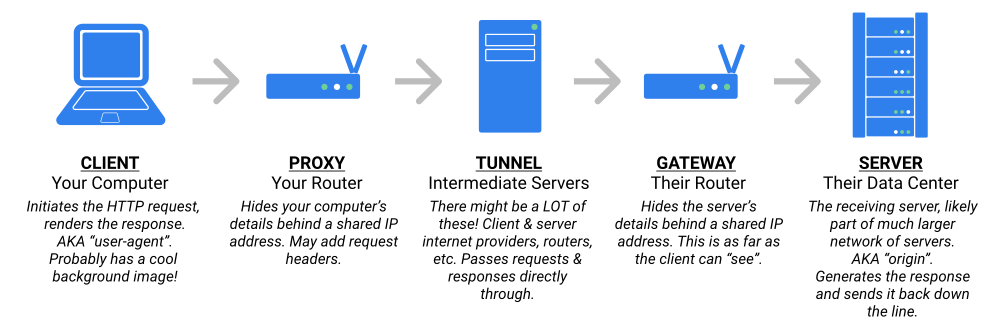 CLIENT
Your Computer
Initiates the HTTP request,
renders the response.
AKA “user-agent”.
Probably has a cool
background image!
PROXY
Your Router
Hides your computer’s
details behind a shared IP
address. May add request
headers.
TUNNEL
Intermediate Servers
There might be a LOT of
these! Client & server
internet providers, routers,
etc. Passes requests &
responses directly
through.
GATEWAY
Their Router
Hides the server’s
details behind a shared IP
address. This is as far as
the client can “see”.
SERVER
Their Data Center
The receiving server, likely
part of much larger
network of servers.
AKA “origin”.
Generates the response
and sends it back down
the line.